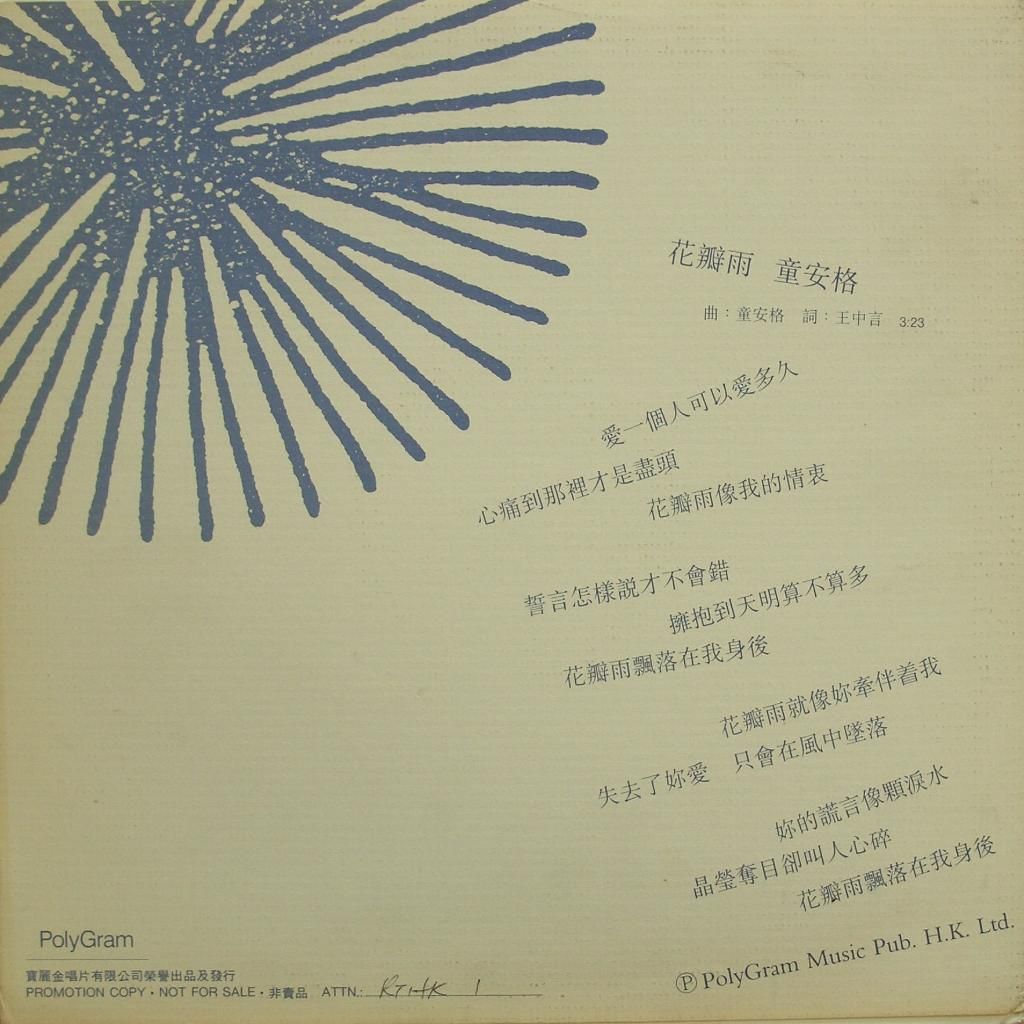 花瓣雨 童安格
曲：童安格 詞：王中言 3:23
愛一個人可以愛多久
心痛到那裡才是盡頭
花瓣雨像我的情衷
誓言怎樣説才不會錯
擁抱到天明算不算多
花瓣雨飄落在我身後
花瓣雨就像妳牽伴着我
失去了妳愛 只會在風中墜落
妳的謊言像顆淚水
晶瑩奪目卻叫人心碎
花瓣雨飄落在我身後
Ⓟ PolyGram Music Pub. H.K. Ltd.
PolyGram
寶麗金唱片有限公司榮譽出品及發行
PROMOTION COPY · NOT FOR SALE · 非賣品 ATTN.: RTHK 1